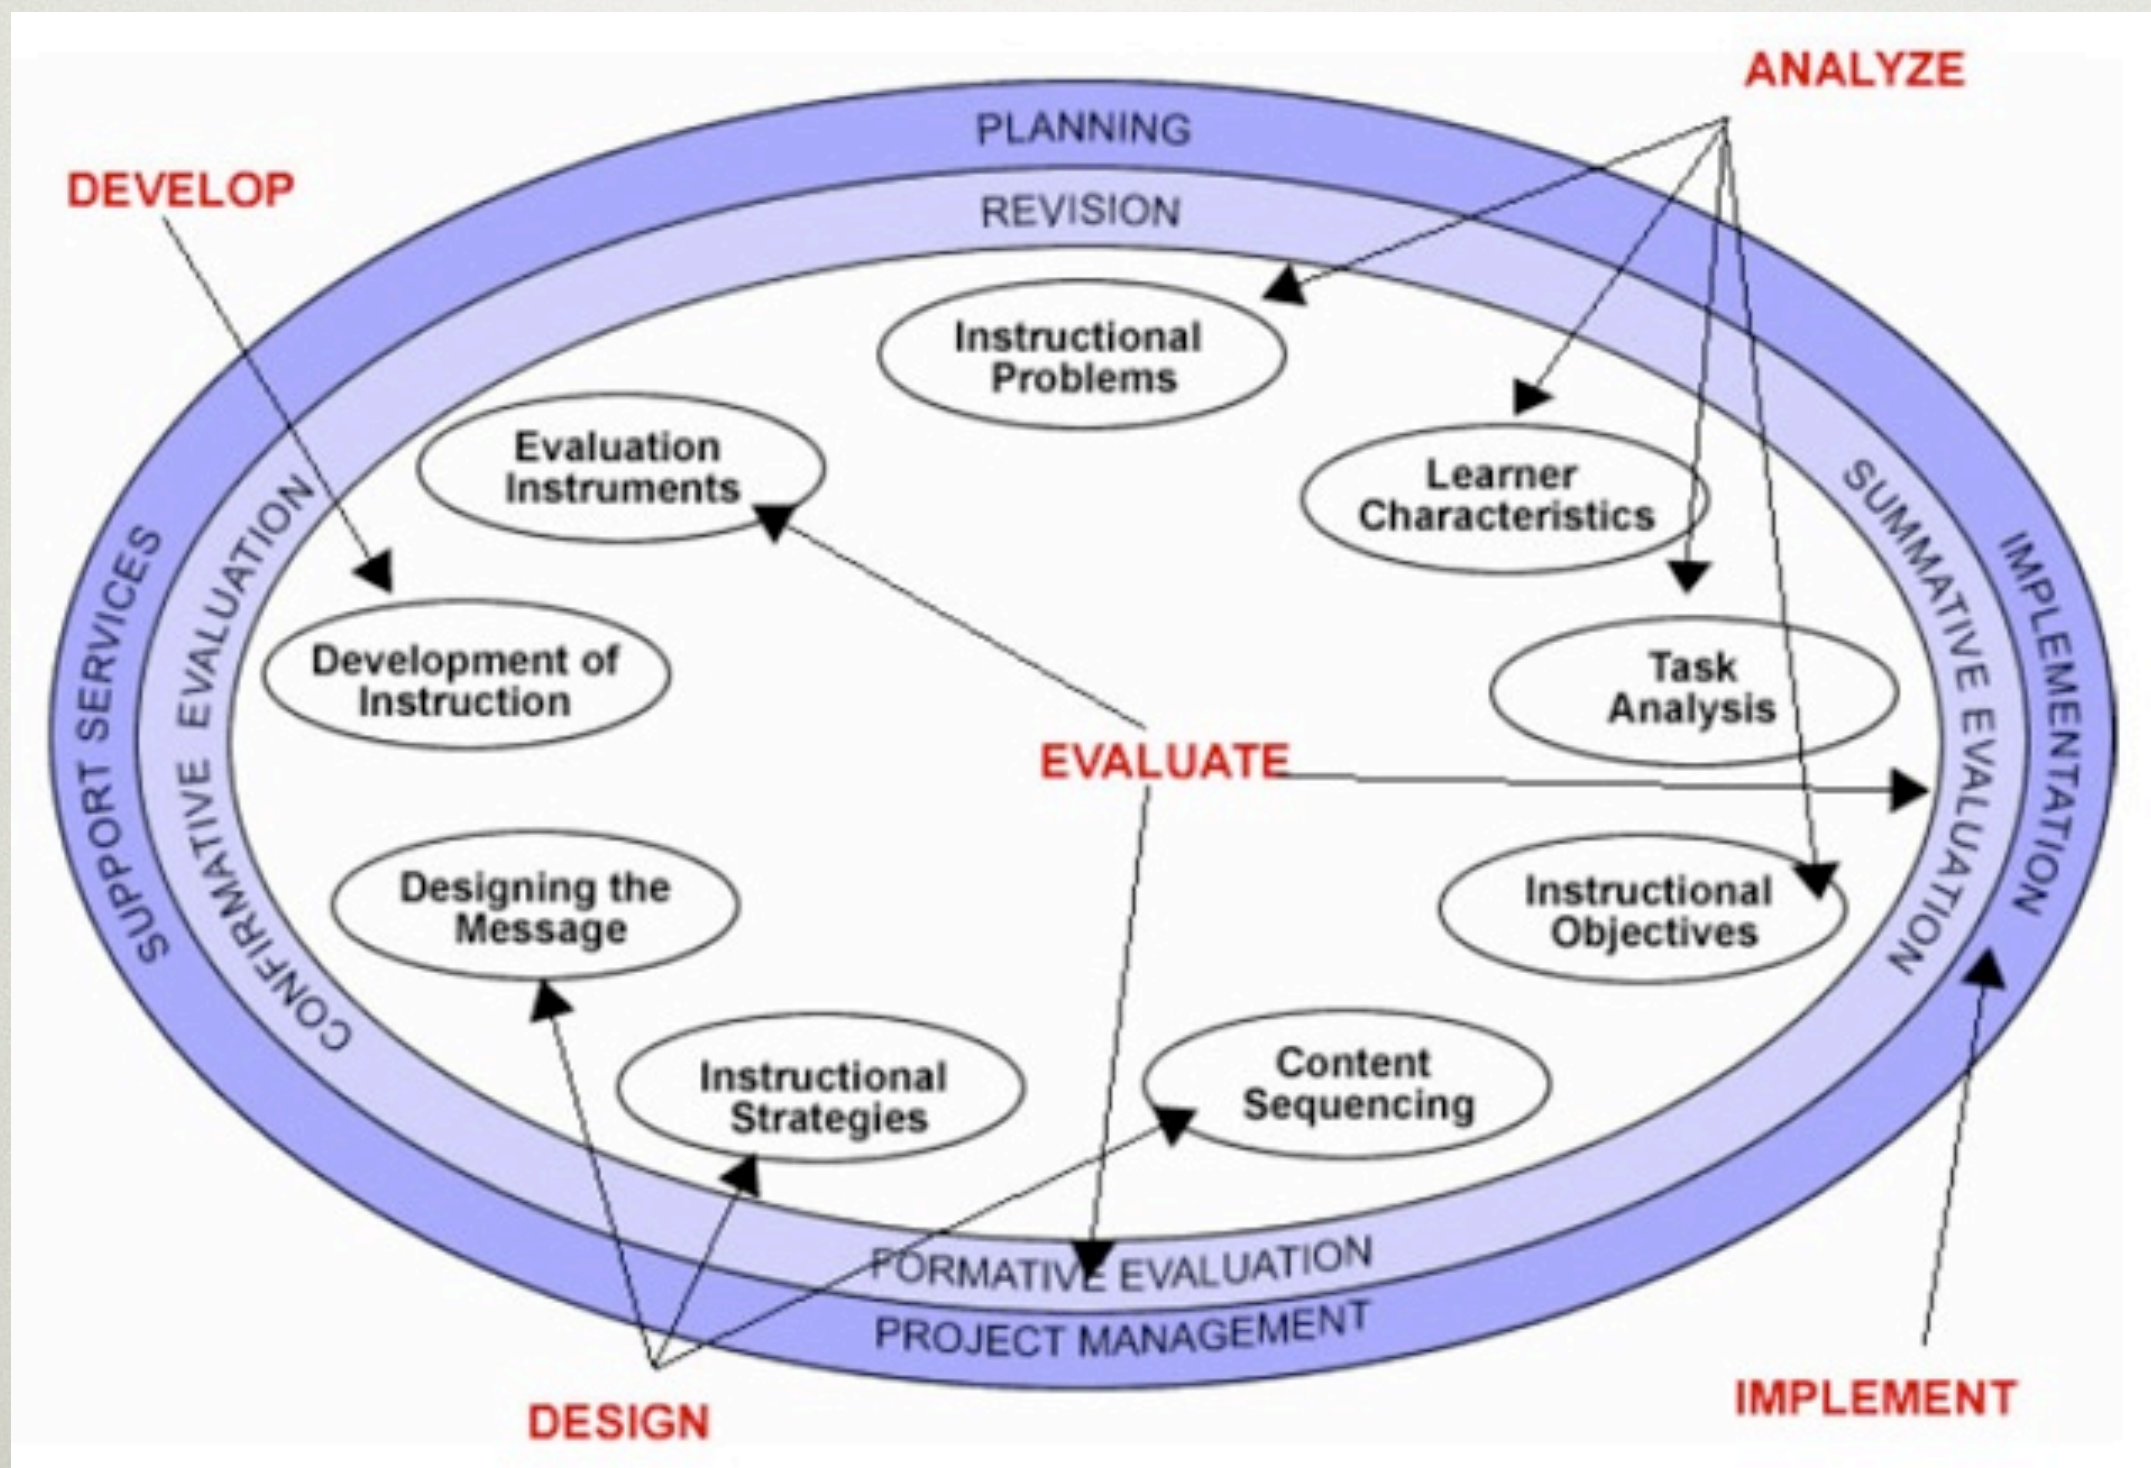 ANALYZE
PLANNING
DEVELOP
REVISION
Instructional
Problems
Evaluation
Instruments
Learner
Characteristics
SUPPORT SERVICES
CONFIRMATIVE EVALUATION
SUMMATIVE EVALUATION
IMPLEMENTATION
Development of
Instruction
Task
Analysis
EVALUATE
Designing the
Message
Instructional
Objectives
Instructional
Strategies
Content
Sequencing
FORMATIVE EVALUATION
PROJECT MANAGEMENT
DESIGN
IMPLEMENT